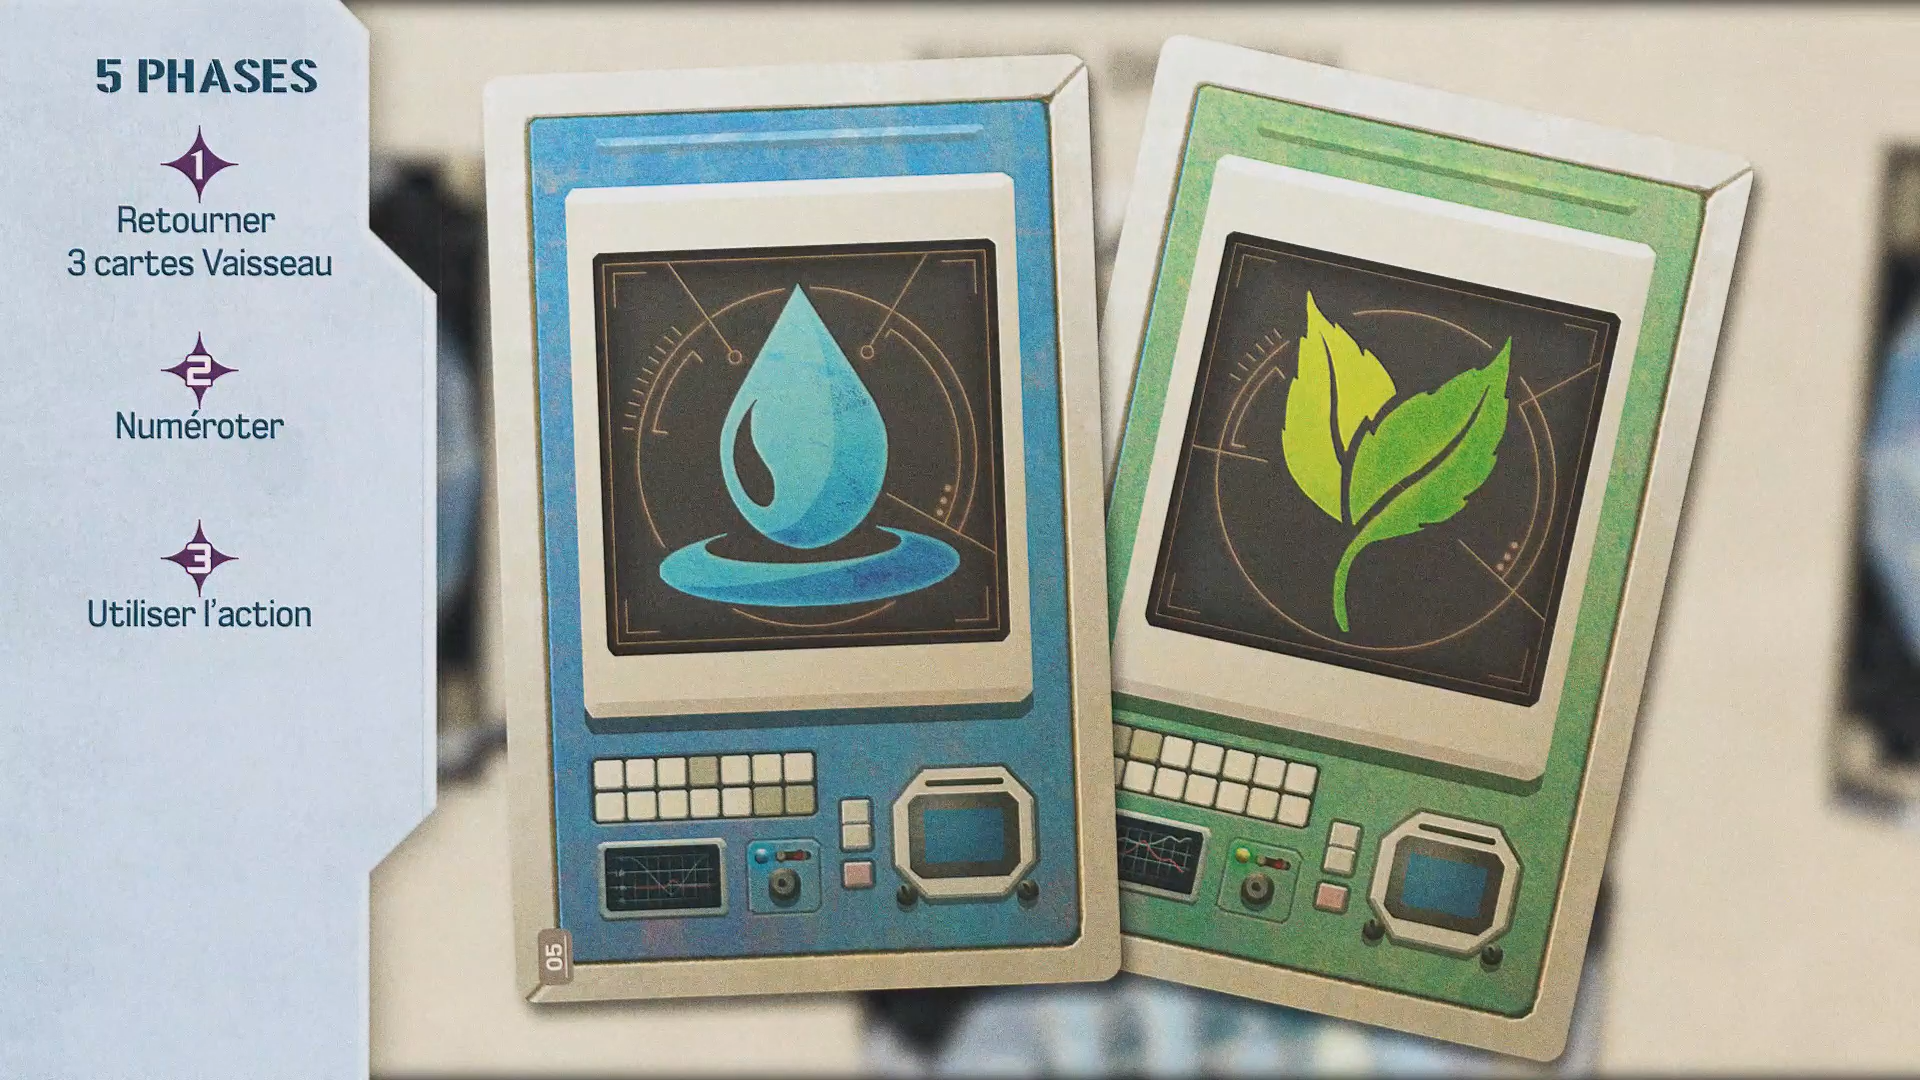 5 PHASES
1
Retourner
3 cartes Vaisseau
2
Numéroter
3
Utiliser l'action
05